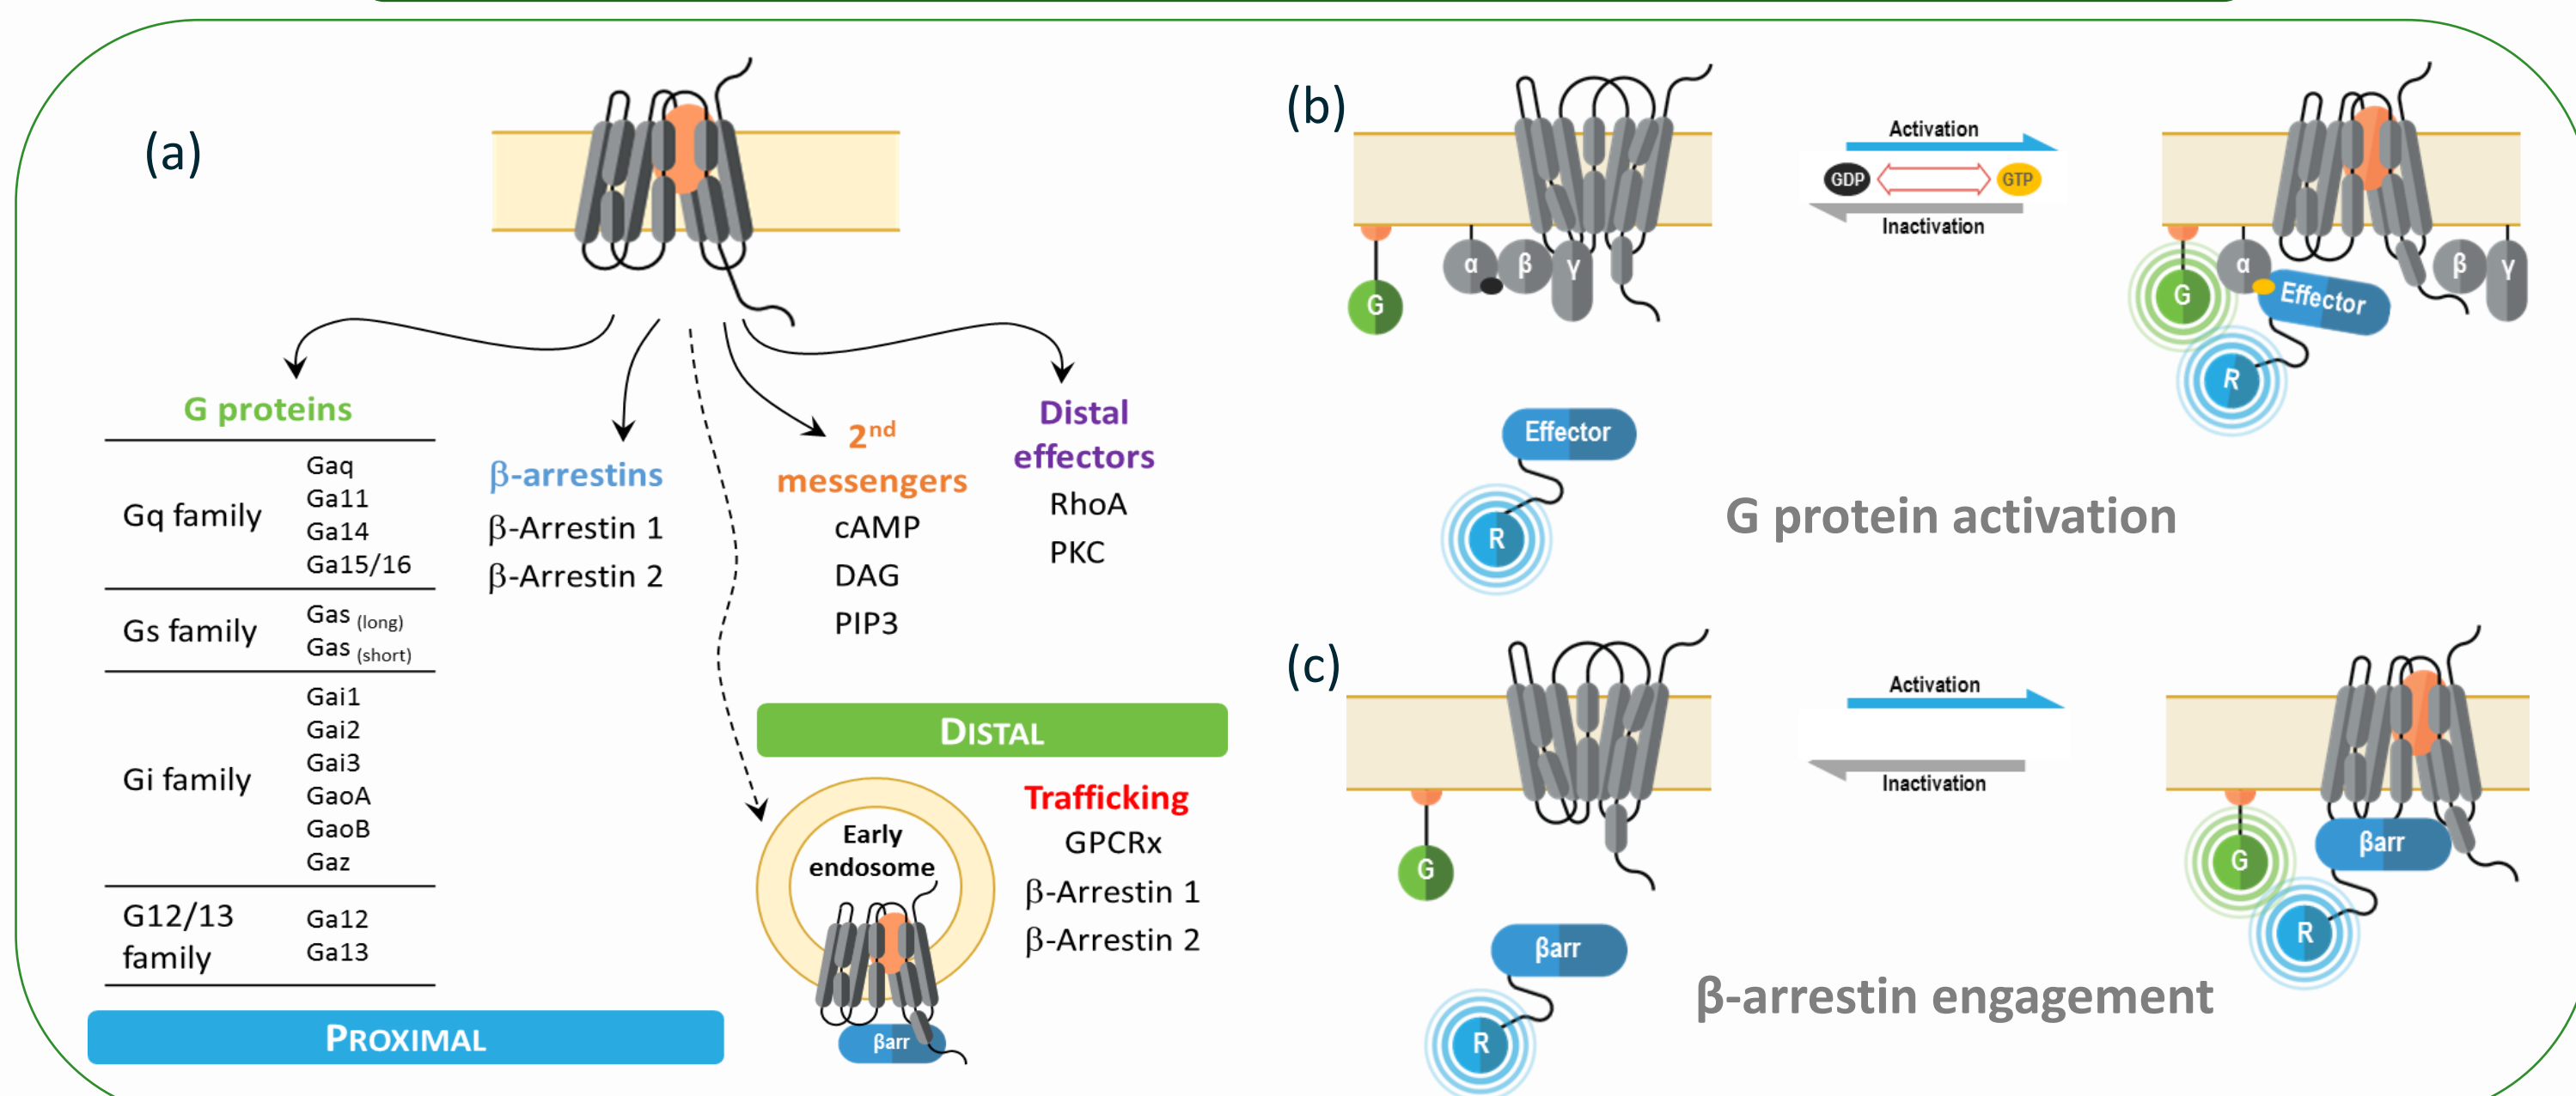 (a)
G proteins
Gq family
Gaq
Ga11
Ga14
Ga15/16
Gs family
Gas (long)
Gas (short)
Gi family
Gai1
Gai2
Gai3
GaoA
GaoB
Gaz
G12/13
family
Ga12
Ga13
PROXIMAL
β-arrestins
β-Arrestin 1
β-Arrestin 2
2nd
messengers
cAMP
DAG
PIP3
Distal
effectors
RhoA
PKC
DISTAL
Early
endosome
βarr
Trafficking
GPCRx
β-Arrestin 1
β-Arrestin 2
(b)
G
α
β
γ
Effector
R
Activation
GDP
GTP
Inactivation
G
α
Effector
β
γ
R
G protein activation
(c)
G
βarr
R
Activation
Inactivation
G
βarr
R
β-arrestin engagement